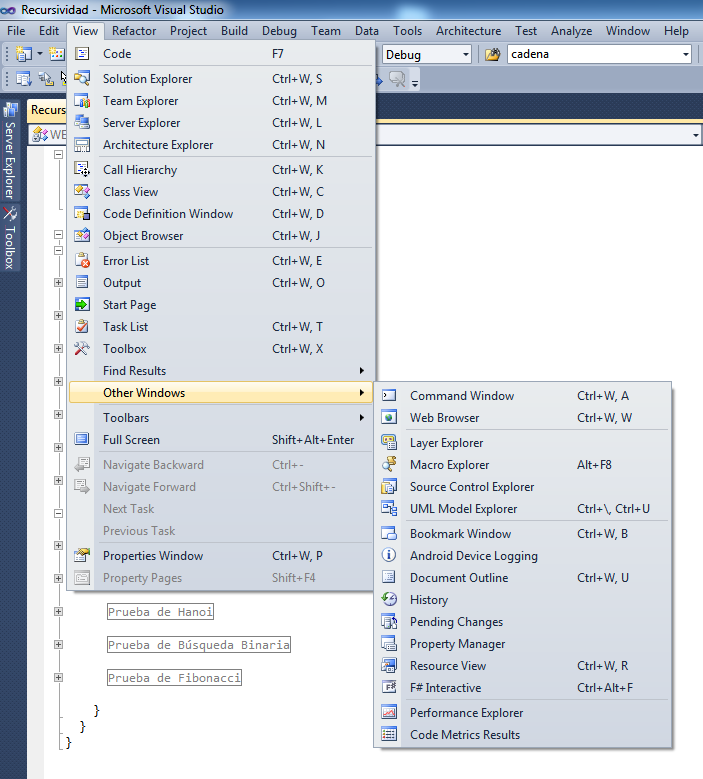 Recursividad - Microsoft Visual Studio
File Edit View Refactor Project Build Debug Team Data Tools Architecture Test Analyze Window Help
Debug cadena
Server Explorer
Toolbox
Recurs
WE
Code F7
Solution Explorer Ctrl+W, S
Team Explorer Ctrl+W, M
Server Explorer Ctrl+W, L
Architecture Explorer Ctrl+W, N
Call Hierarchy Ctrl+W, K
Class View Ctrl+W, C
Code Definition Window Ctrl+W, D
Object Browser Ctrl+W, J
Error List Ctrl+W, E
Output Ctrl+W, O
Start Page
Task List Ctrl+W, T
Toolbox Ctrl+W, X
Find Results
Other Windows
Toolbars
Full Screen Shift+Alt+Enter
Navigate Backward Ctrl+-
Navigate Forward Ctrl+Shift+-
Next Task
Previous Task
Properties Window Ctrl+W, P
Property Pages Shift+F4
Command Window Ctrl+W, A
Web Browser Ctrl+W, W
Layer Explorer
Macro Explorer Alt+F8
Source Control Explorer
UML Model Explorer Ctrl+\, Ctrl+U
Bookmark Window Ctrl+W, B
Android Device Logging
Document Outline Ctrl+W, U
History
Pending Changes
Property Manager
Resource View Ctrl+W, R
F# Interactive Ctrl+Alt+F
Performance Explorer
Code Metrics Results
Prueba de Hanoi
Prueba de Búsqueda Binaria
Prueba de Fibonacci
}
}
}